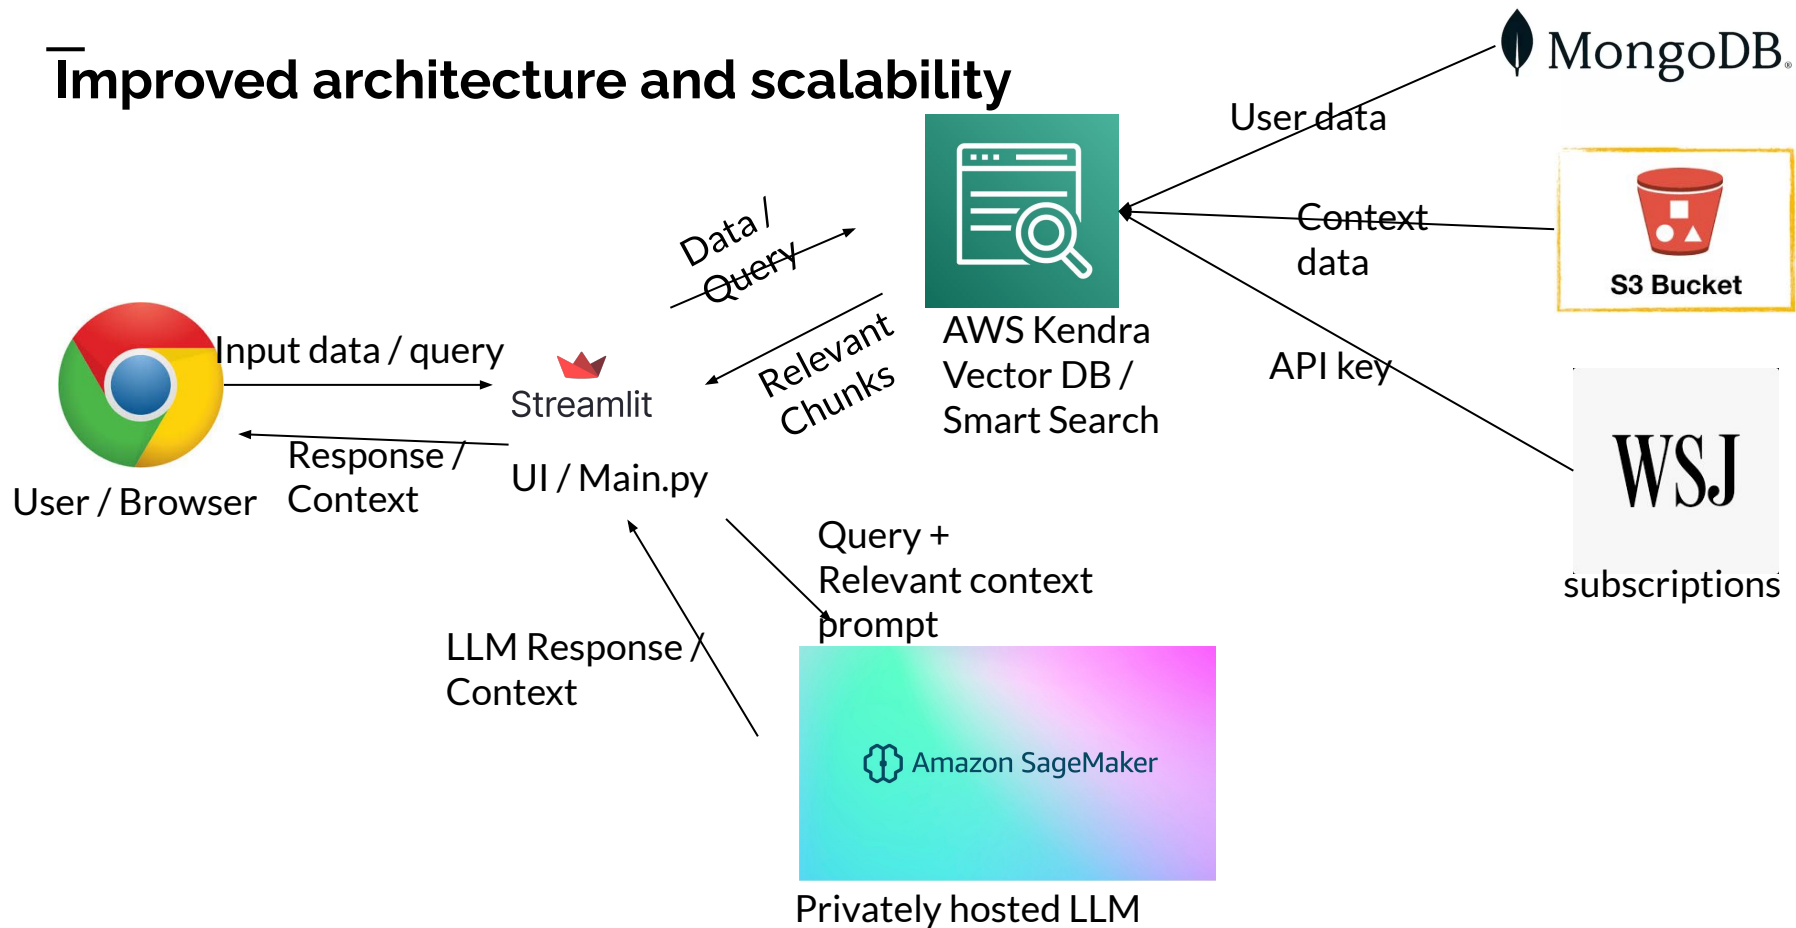 Improved architecture and scalability
MongoDB®
User data
Data /
Query
Context
data
S3 Bucket
Input data / query
Streamlit
Relevant
Chunks
AWS Kendra
Vector DB /
Smart Search
API key
WSJ
Response /
Context
UI / Main.py
User / Browser
Query +
Relevant context
prompt
subscriptions
LLM Response /
Context
Amazon SageMaker
Privately hosted LLM